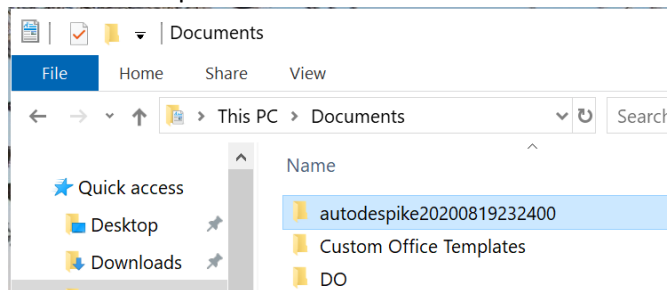 Documents
File Home Share View
This PC > Documents Search
Name
Quick access
autodespike20200819232400
Desktop
Custom Office Templates
Downloads
DO